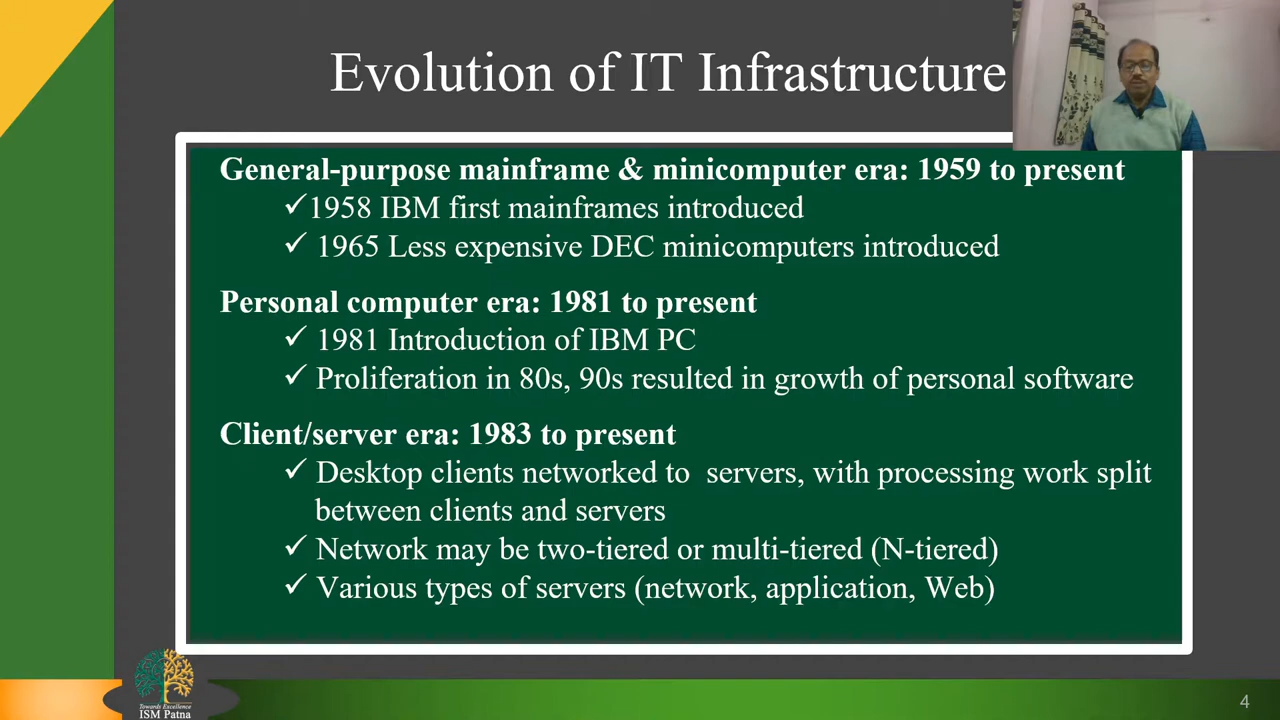 Evolution of IT Infrastructure
General-purpose mainframe & minicomputer era: 1959 to present
✓1958 IBM first mainframes introduced
✓ 1965 Less expensive DEC minicomputers introduced
Personal computer era: 1981 to present
✓ 1981 Introduction of IBM PC
✓ Proliferation in 80s, 90s resulted in growth of personal software
Client/server era: 1983 to present
✓ Desktop clients networked to servers, with processing work split
between clients and servers
✓ Network may be two-tiered or multi-tiered (N-tiered)
✓ Various types of servers (network, application, Web)
Towards Excellence
ISM Patna
4